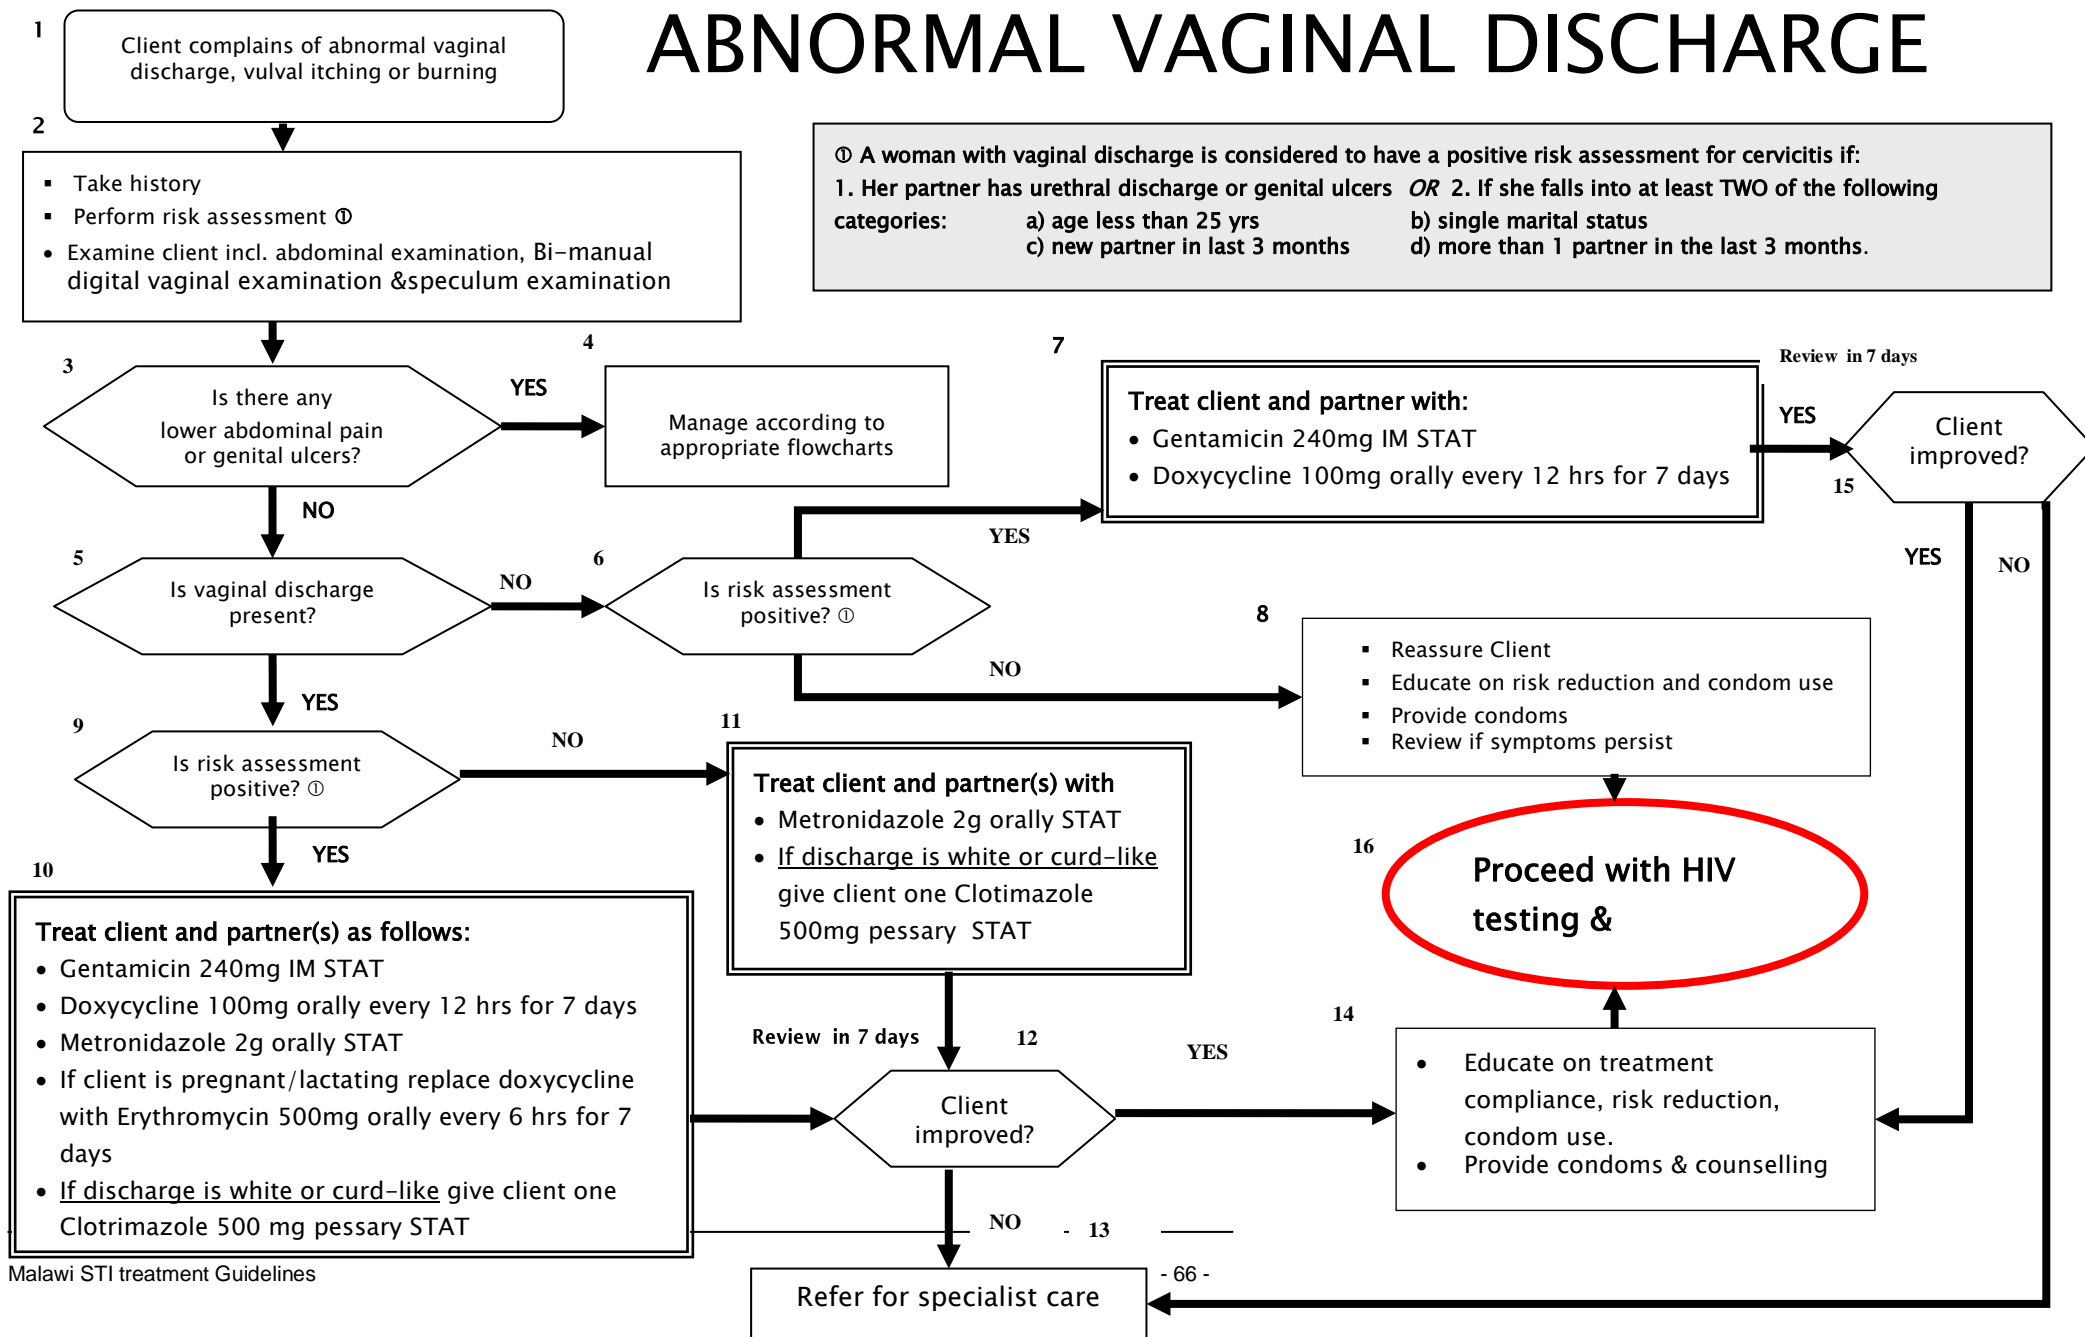 ABNORMAL VAGINAL DISCHARGE
1
Client complains of abnormal vaginal
discharge, vulval itching or burning
2
▪ Take history
▪ Perform risk assessment ①
• Examine client incl. abdominal examination, Bi-manual
digital vaginal examination &speculum examination
① A woman with vaginal discharge is considered to have a positive risk assessment for cervicitis if:
1. Her partner has urethral discharge or genital ulcers OR 2. If she falls into at least TWO of the following
categories: a) age less than 25 yrs b) single marital status
c) new partner in last 3 months d) more than 1 partner in the last 3 months.
3
Is there any
lower abdominal pain
or genital ulcers?
YES
NO
4
Manage according to
appropriate flowcharts
5
Is vaginal discharge
present?
NO
YES
6
Is risk assessment
positive? ①
YES
NO
7
Treat client and partner with:
• Gentamicin 240mg IM STAT
• Doxycycline 100mg orally every 12 hrs for 7 days
Review in 7 days
YES
Client
improved?
15
YES
NO
8
▪ Reassure Client
▪ Educate on risk reduction and condom use
▪ Provide condoms
▪ Review if symptoms persist
9
Is risk assessment
positive? ①
NO
YES
10
Treat client and partner(s) as follows:
• Gentamicin 240mg IM STAT
• Doxycycline 100mg orally every 12 hrs for 7 days
• Metronidazole 2g orally STAT
• If client is pregnant/lactating replace doxycycline
with Erythromycin 500mg orally every 6 hrs for 7
days
• If discharge is white or curd-like give client one
Clotrimazole 500 mg pessary STAT
11
Treat client and partner(s) with
• Metronidazole 2g orally STAT
• If discharge is white or curd-like
give client one Clotimazole
500mg pessary STAT
Review in 7 days
12
Client
improved?
YES
NO
13
Refer for specialist care
14
• Educate on treatment
compliance, risk reduction,
condom use.
• Provide condoms & counselling
16
Proceed with HIV
testing &
Malawi STI treatment Guidelines
- 66 -